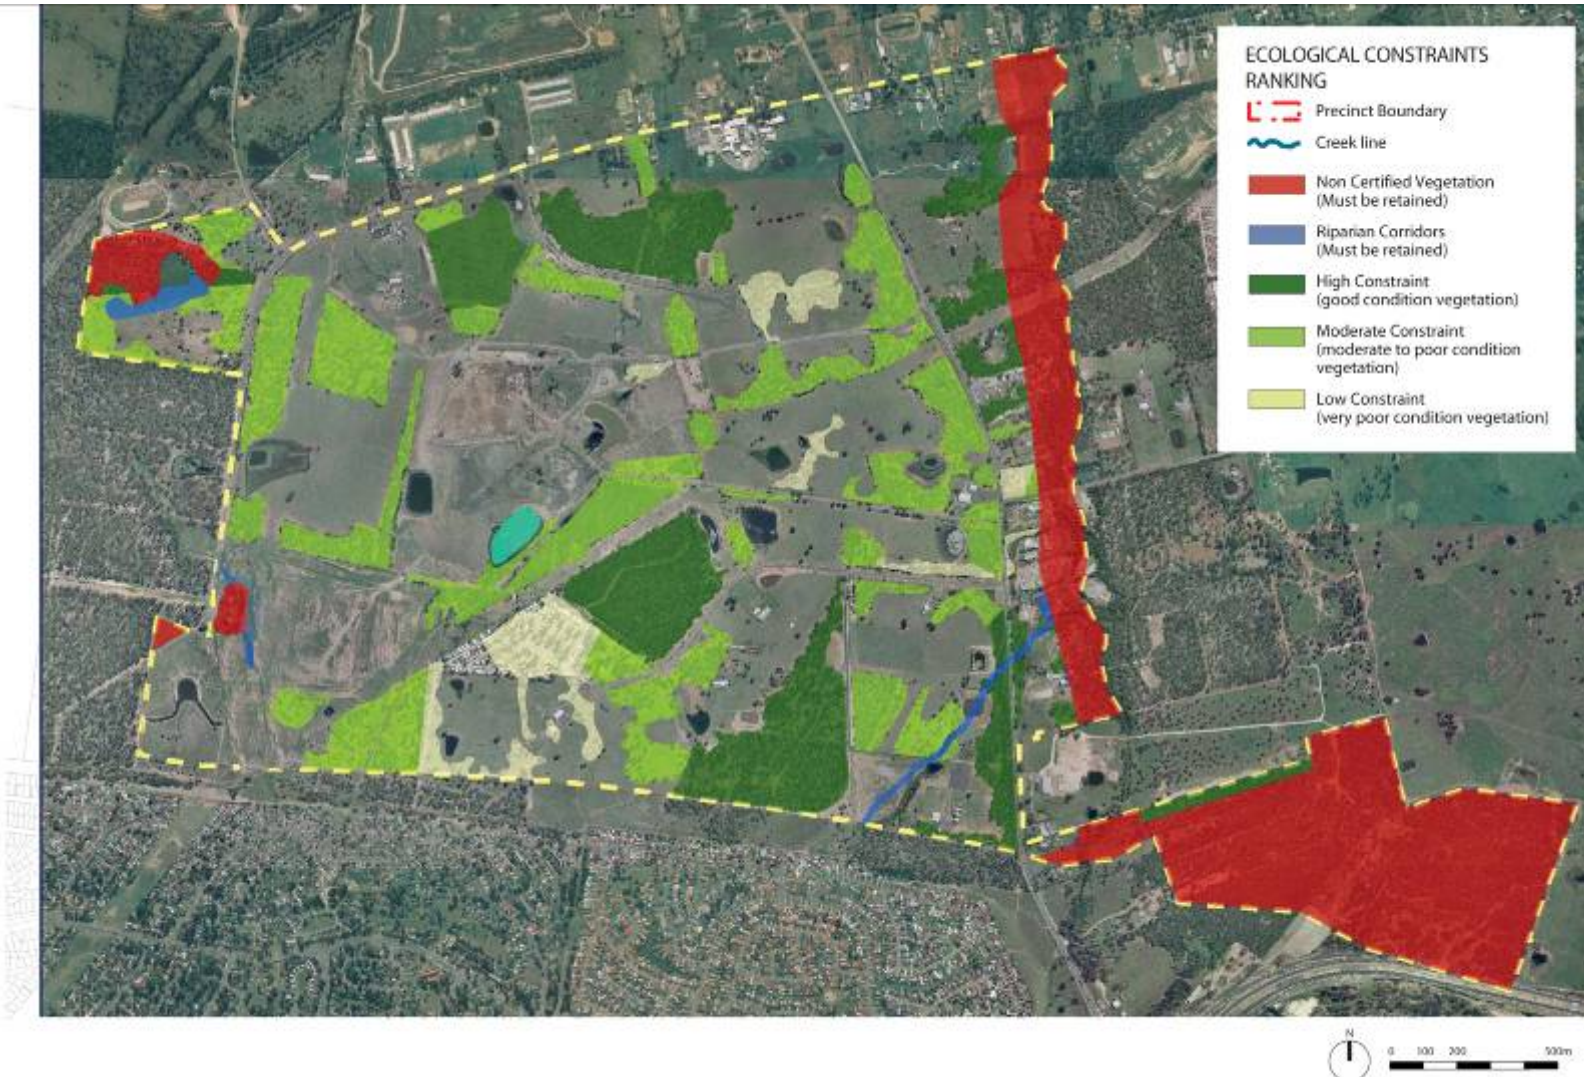 ECOLOGICAL CONSTRAINTS
RANKING
Precinct Boundary
Creek line
Non Certified Vegetation
(Must be retained)
Riparian Corridors
(Must be retained)
High Constraint
(good condition vegetation)
Moderate Constraint
(moderate to poor condition
vegetation)
Low Constraint
(very poor condition vegetation)
N
0 100 200 500m